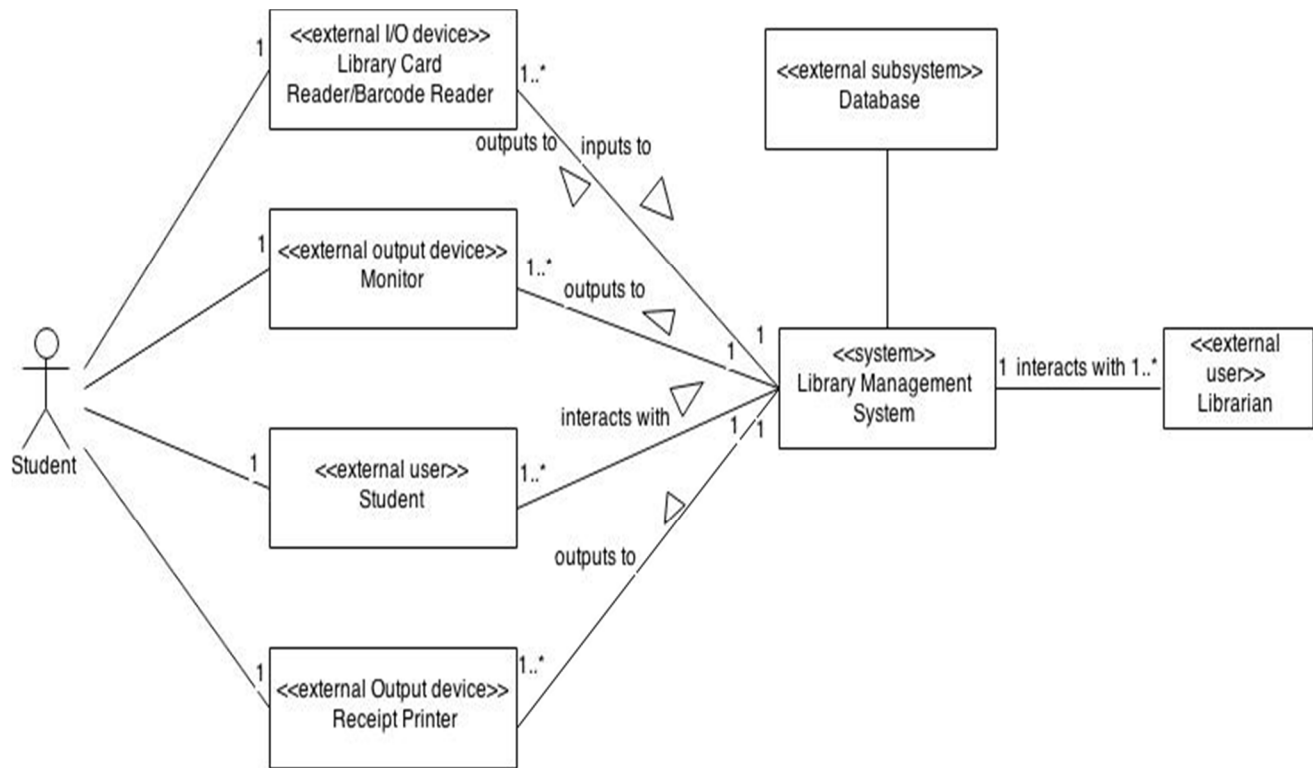 <<external I/O device>>
Library Card
Reader/Barcode Reader
1
1..*
outputs to
inputs to
<<external subsystem>>
Database
<<external output device>>
Monitor
1
1..*
outputs to
1
1
<<system>>
Library Management
System
1 interacts with 1..*
<<external
user>>
Librarian
Student
interacts with
1
1
<<external user>>
Student
1
1..*
outputs to
<<external Output device>>
Receipt Printer
1
1..*